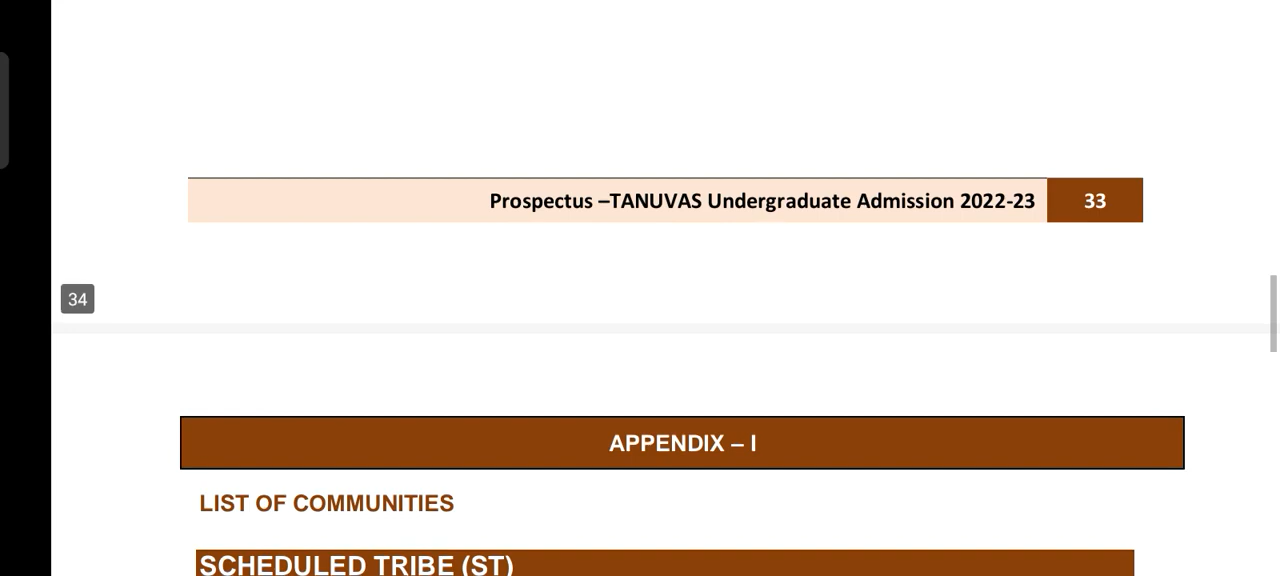 Prospectus –TANUVAS Undergraduate Admission 2022-23 33
34
APPENDIX – I
LIST OF COMMUNITIES
SCHEDULED TRIBE (ST)